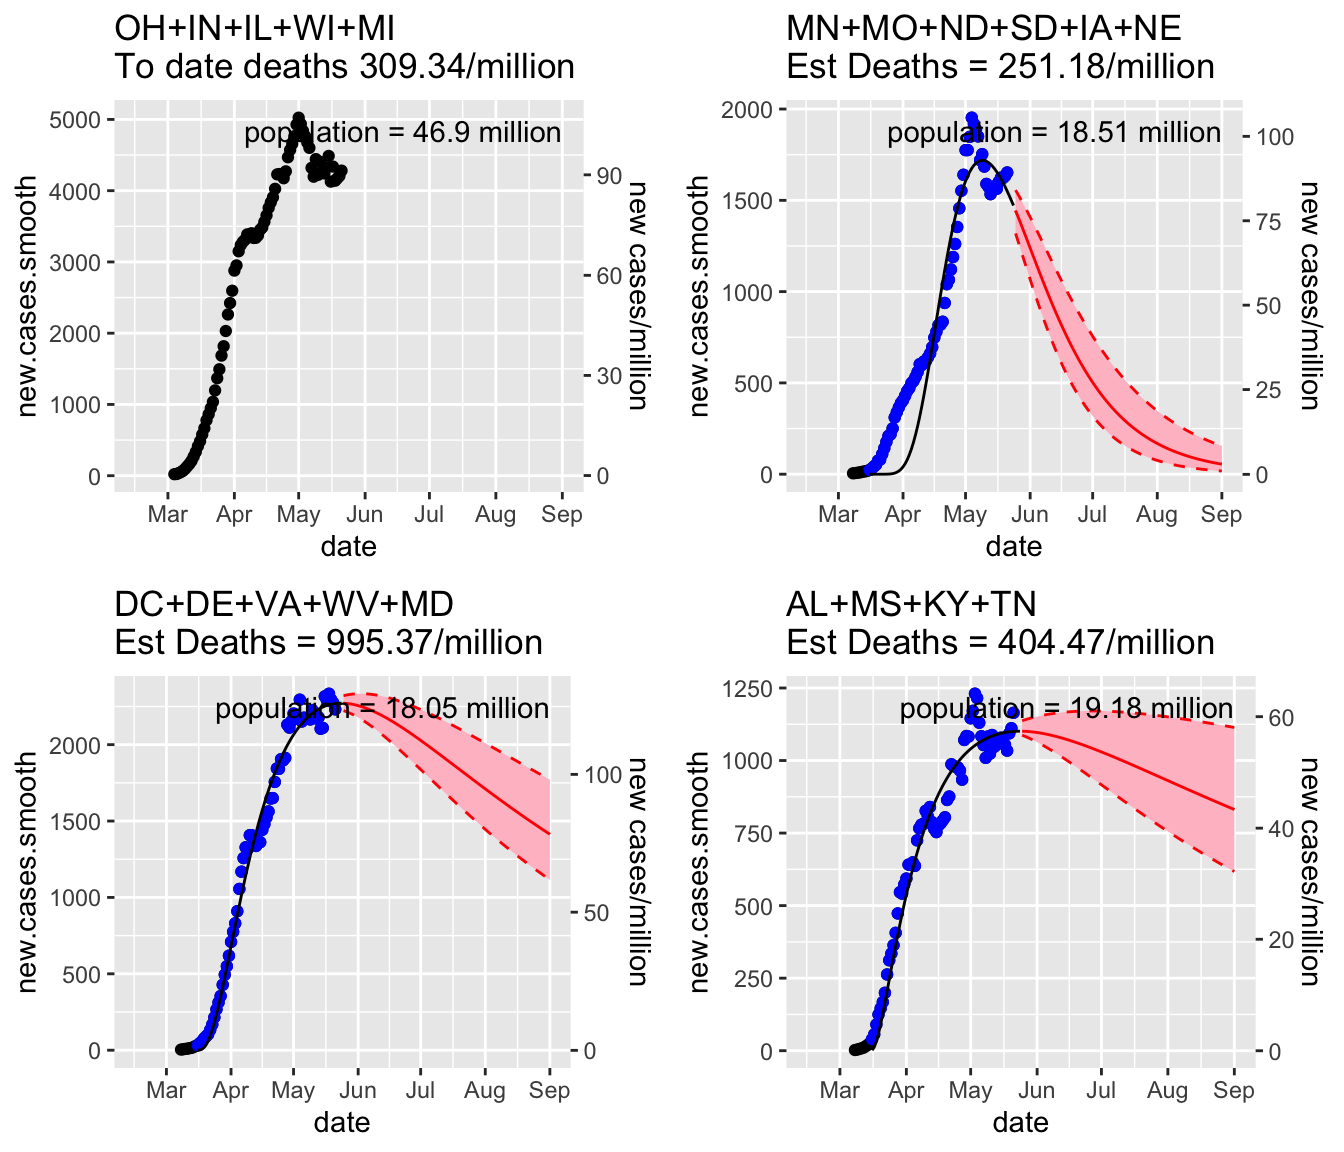 OH+IN+IL+WI+MI
To date deaths 309.34/million
population = 46.9 million
5000
4000
3000
2000
1000
0
90
60
30
0
new.cases.smooth
new cases/million
Mar Apr May Jun Jul Aug Sep
date
MN+MO+ND+SD+IA+NE
Est Deaths = 251.18/million
population = 18.51 million
2000
1500
1000
500
0
100
75
50
25
0
new.cases.smooth
new cases/million
Mar Apr May Jun Jul Aug Sep
date
DC+DE+VA+WV+MD
Est Deaths = 995.37/million
population = 18.05 million
2000
1500
1000
500
0
100
50
0
new.cases.smooth
new cases/million
Mar Apr May Jun Jul Aug Sep
date
AL+MS+KY+TN
Est Deaths = 404.47/million
population = 19.18 million
1250
1000
750
500
250
0
60
40
20
0
new.cases.smooth
new cases/million
Mar Apr May Jun Jul Aug Sep
date